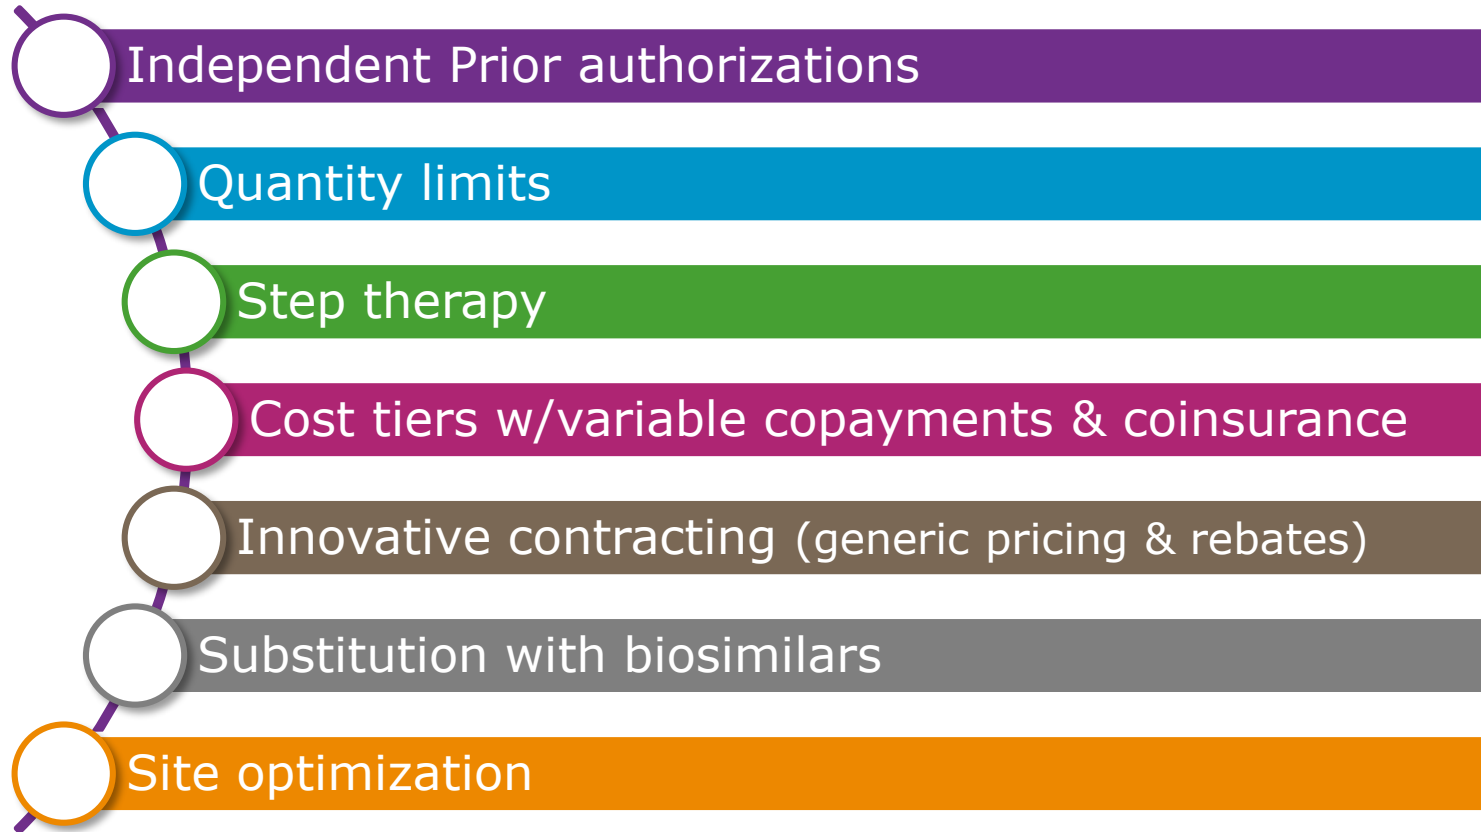 Independent Prior authorizations
Quantity limits
Step therapy
Cost tiers w/variable copayments & coinsurance
Innovative contracting (generic pricing & rebates)
Substitution with biosimilars
Site optimization